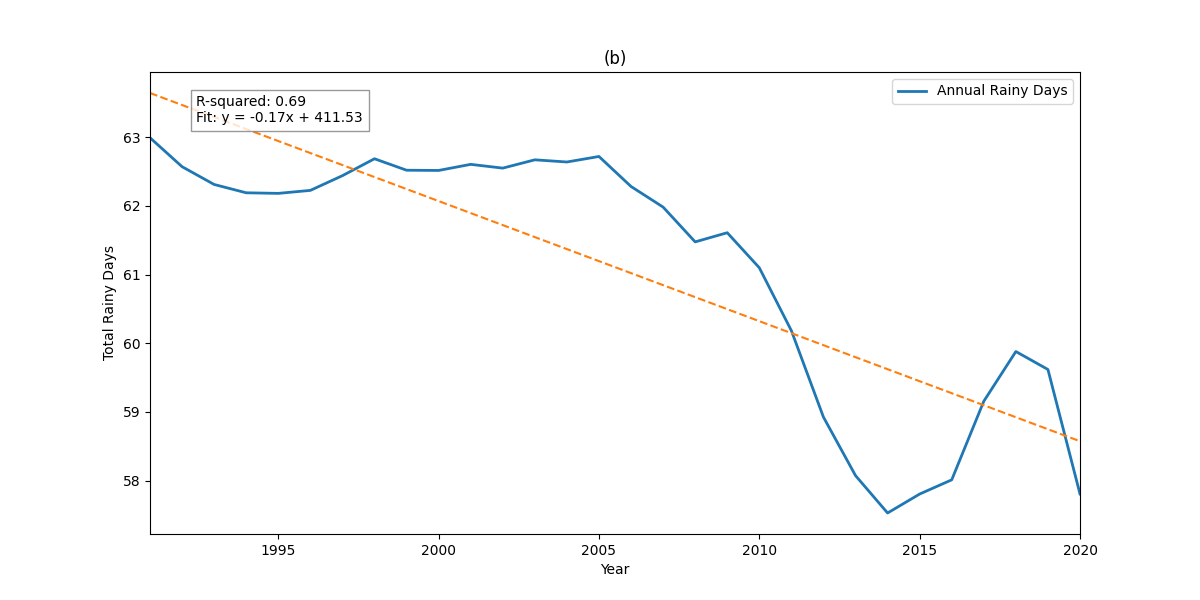 (b)
R-squared: 0.69
Fit: y = -0.17x + 411.53
Annual Rainy Days
Total Rainy Days
63
62
61
60
59
58
1995
2000
2005
2010
2015
2020
Year